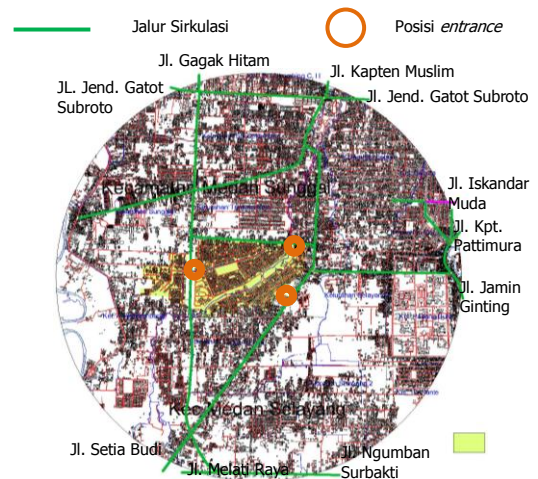 Jalur Sirkulasi
Posisi entrance
Jl. Gagak Hitam
Jl. Kapten Muslim
JL. Jend. Gatot
Subroto
Jl. Jend. Gatot Subroto
Kecamatan Medan Sunggal
Jl. Iskandar
Muda
Jl. Kpt.
Pattimura
Jl. Jamin
Ginting
Kec Medan Selayang
Jl. Setia Budi
Jl. Melati Raya
Jl. Ngumban
Surbakti